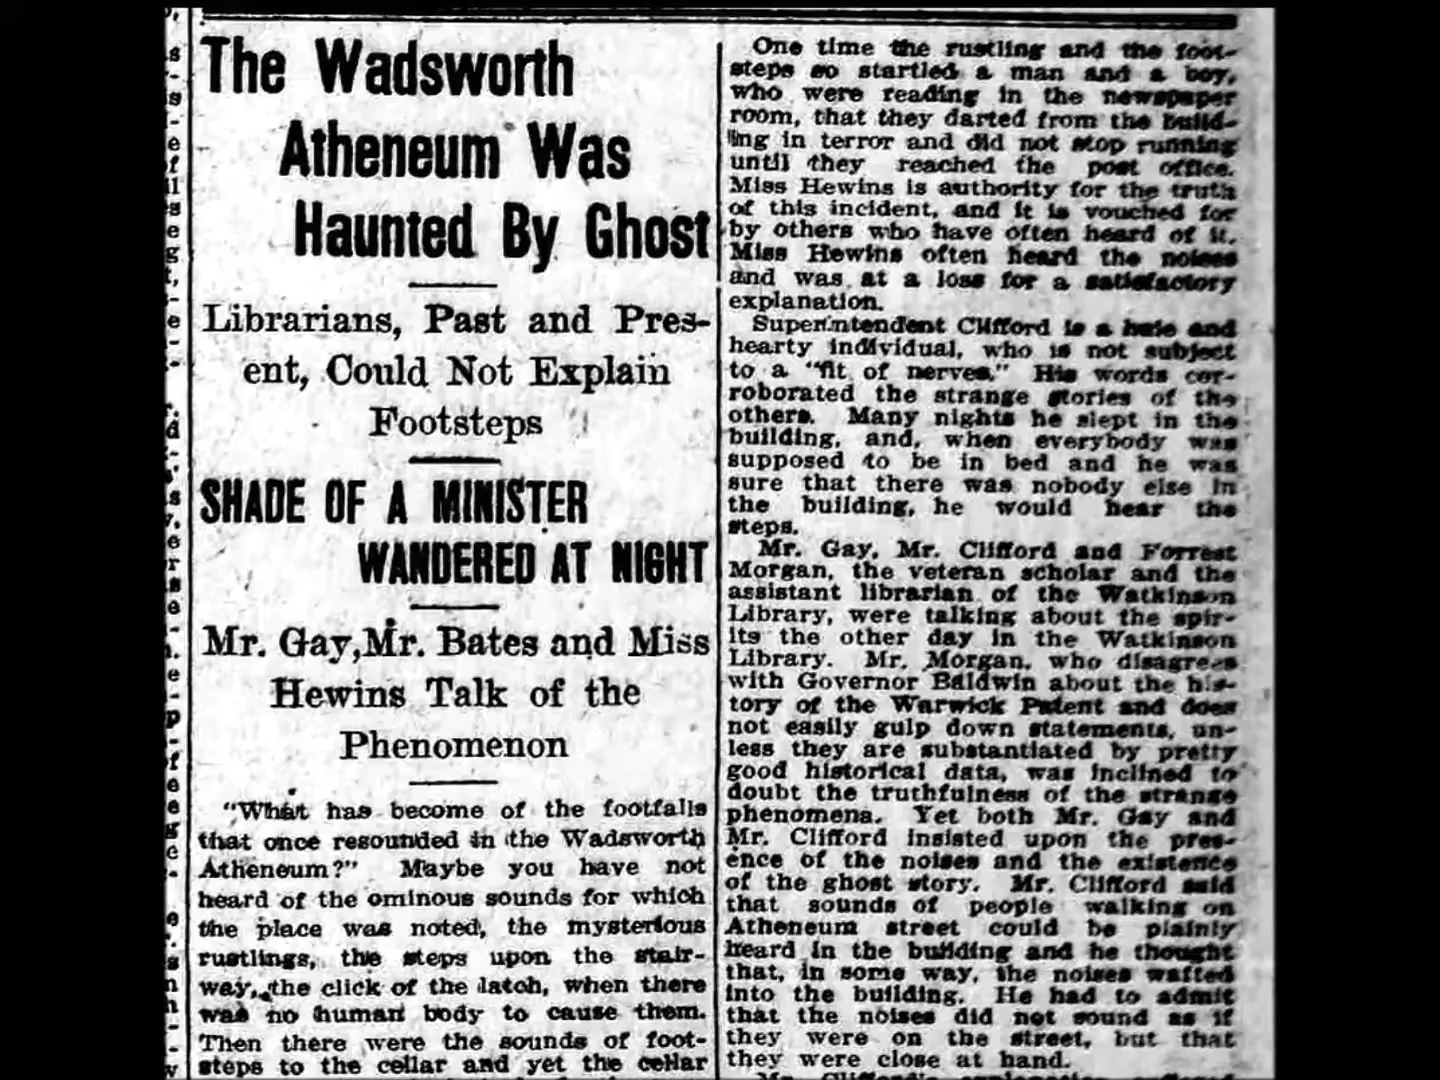 The Wadsworth
Atheneum Was
Haunted By Ghost
Librarians, Past and Pres-
ent, Could Not Explain
Footsteps
SHADE OF A MINISTER
WANDERED AT NIGHT
Mr. Gay, Mr. Bates and Miss
Hewins Talk of the
Phenomenon
"What has become of the footfalls
that once resounded in the Wadsworth
Atheneum?" Maybe you have not
heard of the ominous sounds for which
the place was noted, the mysterious
rustlings, the steps upon the stair-
way, the click of the latch, when there
was no human body to cause them.
Then there were the sounds of foot-
steps to the cellar and yet the cellar
One time the rustling and the foot-
steps so startled a man and a boy,
who were reading in the newspaper
room, that they darted from the build-
ing in terror and did not stop running
until they reached the post office.
Miss Hewins is authority for the truth
of this incident, and it is vouched for
by others who have often heard of it.
Miss Hewins often heard the noises
and was at a loss for a satisfactory
explanation.
Superintendent Clifford is a hale and
hearty individual, who is not subject
to a "fit of nerves." His words cor-
roborated the strange stories of the
others. Many nights he slept in the
building, and, when everybody was
supposed to be in bed and he was
sure that there was nobody else in
the building, he would hear the
steps.
Mr. Gay, Mr. Clifford and Forrest
Morgan, the veteran scholar and the
assistant librarian of the Watkinson
Library, were talking about the spir-
its the other day in the Watkinson
Library. Mr. Morgan, who disagrees
with Governor Baldwin about the his-
tory of the Warwick Patent and does
not easily gulp down statements, un-
less they are substantiated by pretty
good historical data, was inclined to
doubt the truthfulness of the strange
phenomena. Yet both Mr. Gay and
Mr. Clifford insisted upon the pres-
ence of the noises and the existence
of the ghost story. Mr. Clifford said
that sounds of people walking on
Atheneum street could be plainly
heard in the building and he thought
that, in some way, the noises wafted
into the building. He had to admit
that the noises did not sound as if
they were on the street, but that
they were close at hand.